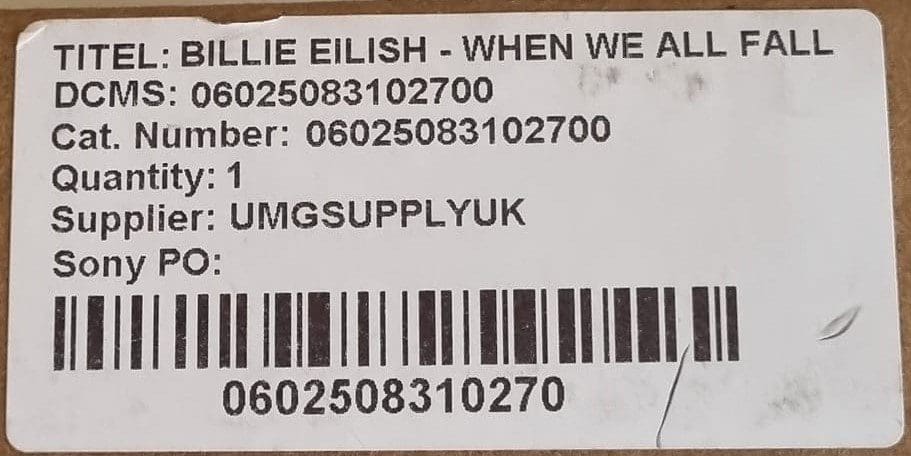 TITEL: BILLIE EILISH - WHEN WE ALL FALL
DCMS: 06025083102700
Cat. Number: 06025083102700
Quantity: 1
Supplier: UMGSUPPLYUK
Sony PO:
0602508310270